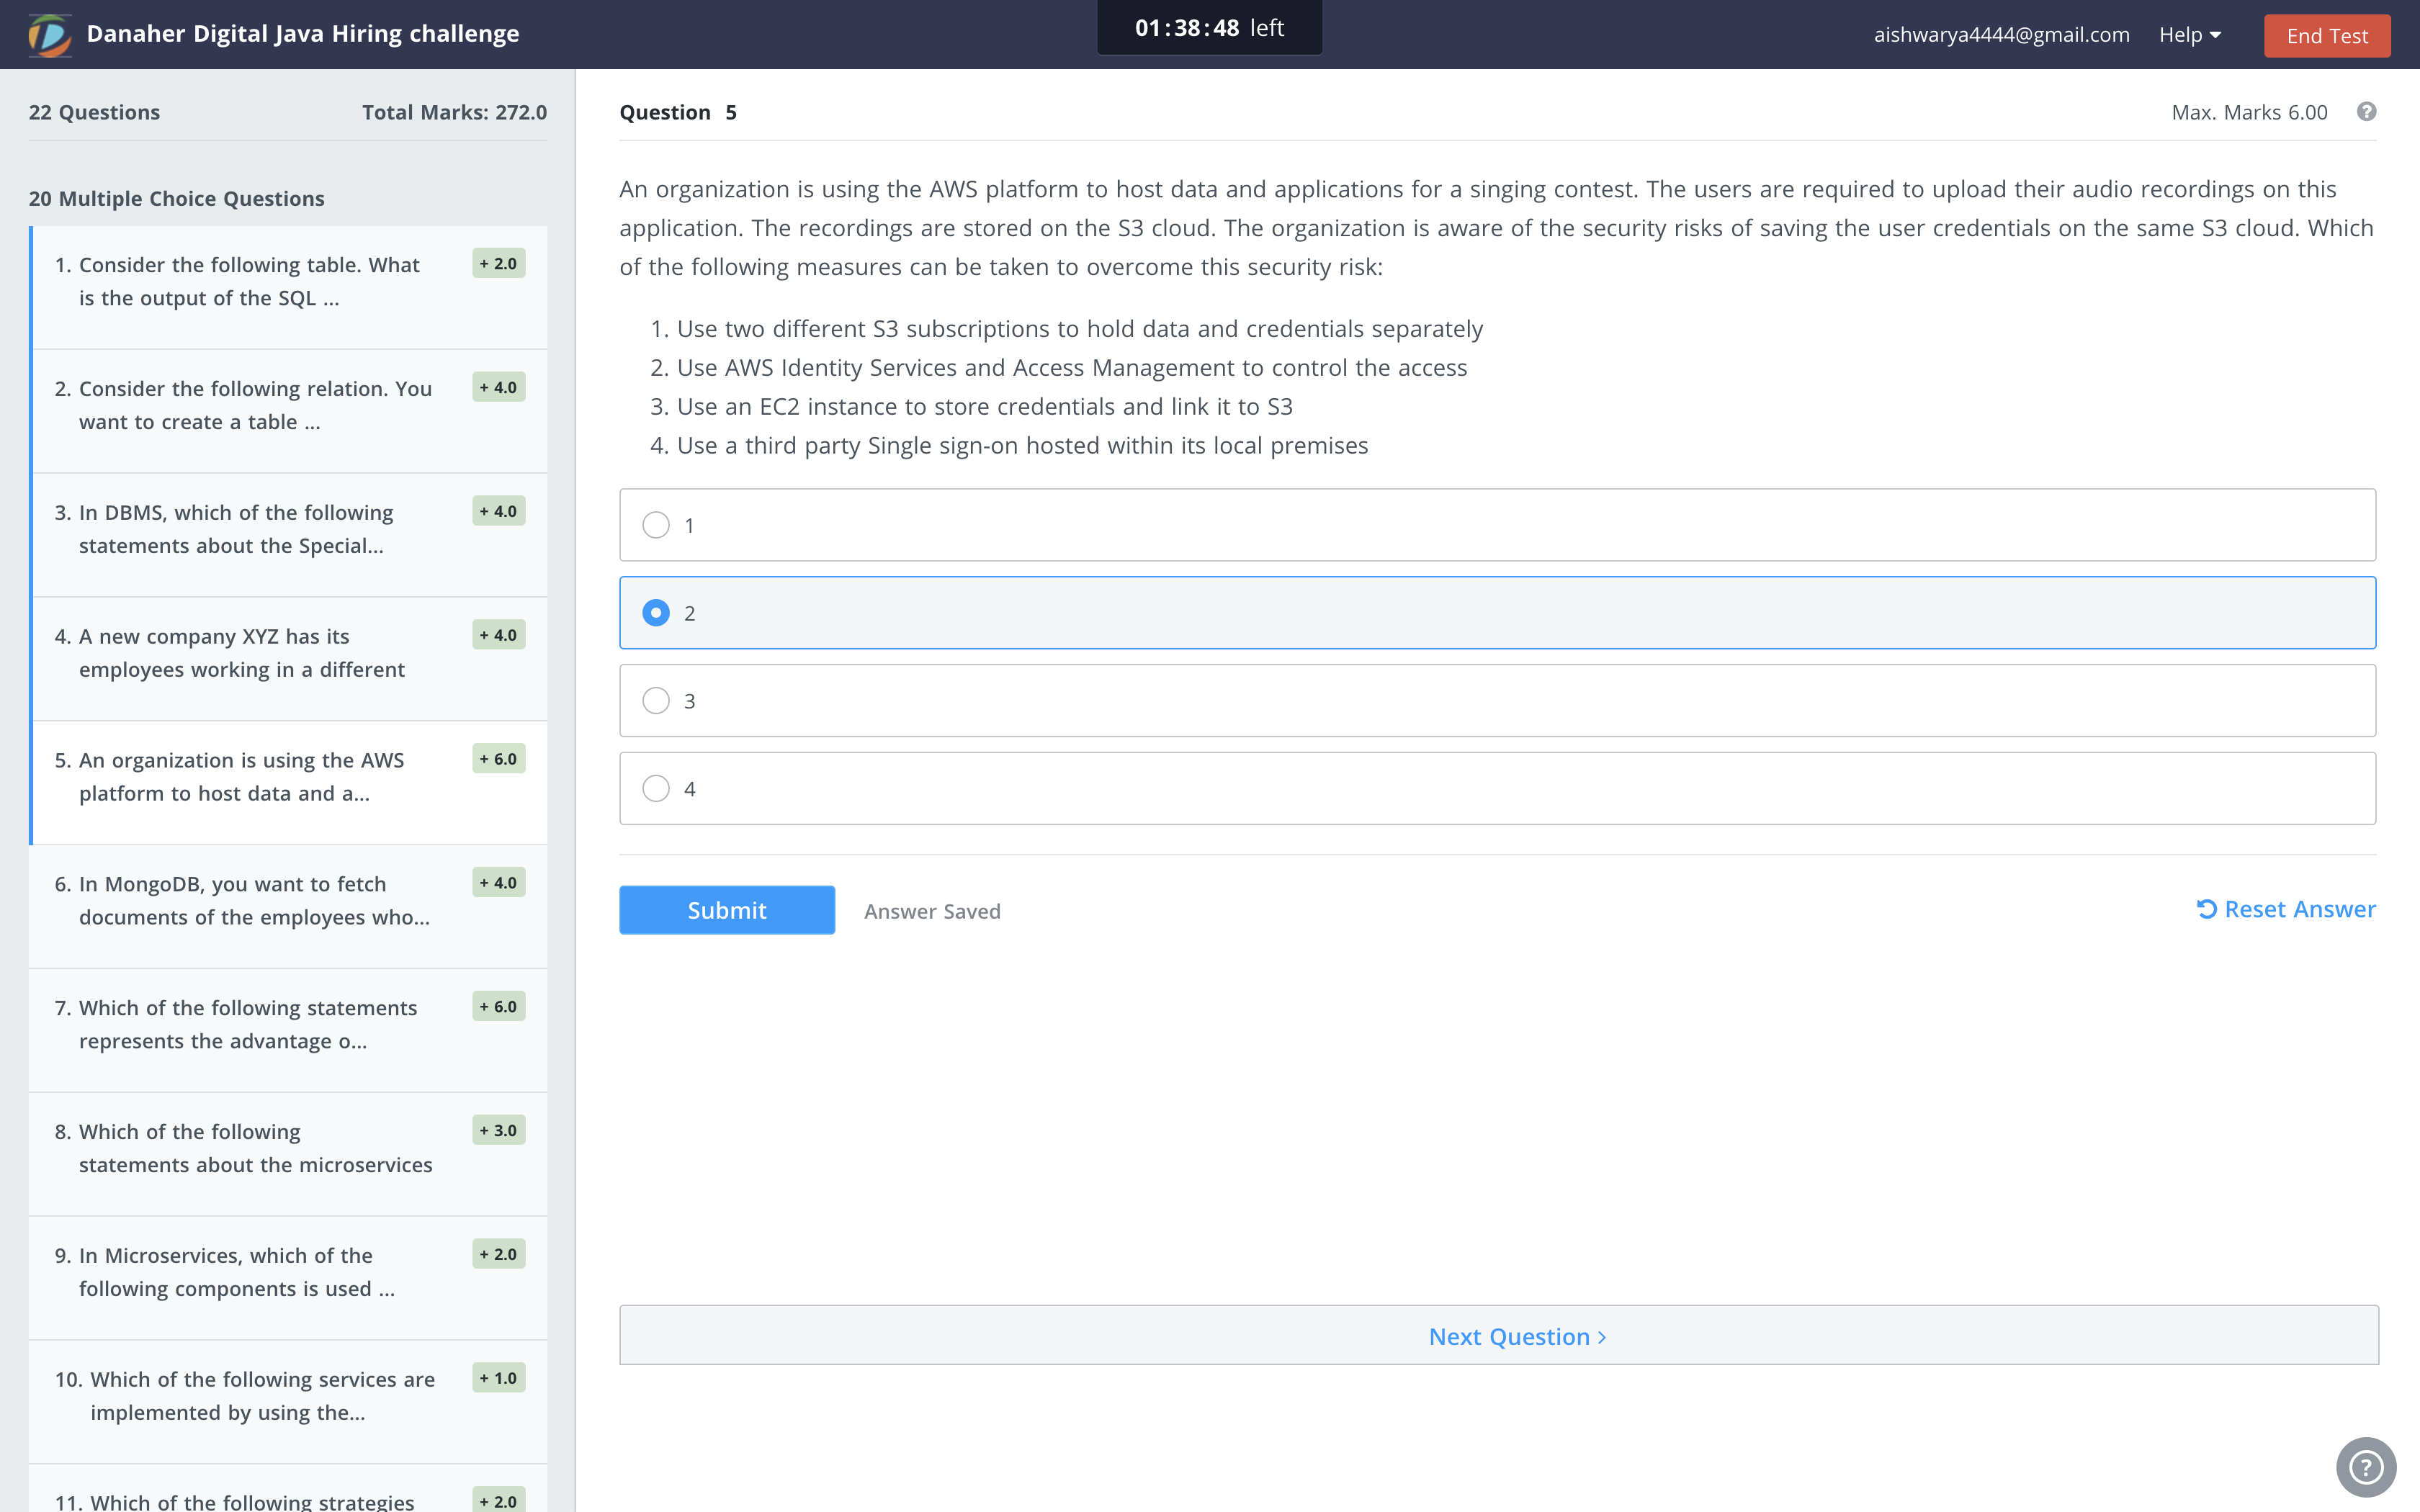 Danaher Digital Java Hiring challenge
01:38:48 left
aishwarya4444@gmail.com
Help
End Test
22 Questions
Total Marks: 272.0
20 Multiple Choice Questions
1. Consider the following table. What
is the output of the SQL ...
+ 2.0
2. Consider the following relation. You
want to create a table ...
+ 4.0
3. In DBMS, which of the following
statements about the Special...
+ 4.0
4. A new company XYZ has its
employees working in a different
+ 4.0
5. An organization is using the AWS
platform to host data and a...
+ 6.0
6. In MongoDB, you want to fetch
documents of the employees who...
+ 4.0
7. Which of the following statements
represents the advantage o...
+ 6.0
8. Which of the following
statements about the microservices
+ 3.0
9. In Microservices, which of the
following components is used ...
+ 2.0
10. Which of the following services are
implemented by using the...
+ 1.0
11. Which of the following strategies
+ 2.0
Question 5
Max. Marks 6.00
?
An organization is using the AWS platform to host data and applications for a singing contest. The users are required to upload their audio recordings on this
application. The recordings are stored on the S3 cloud. The organization is aware of the security risks of saving the user credentials on the same S3 cloud. Which
of the following measures can be taken to overcome this security risk:
1. Use two different S3 subscriptions to hold data and credentials separately
2. Use AWS Identity Services and Access Management to control the access
3. Use an EC2 instance to store credentials and link it to S3
4. Use a third party Single sign-on hosted within its local premises
1
2
3
4
Submit
Answer Saved
Reset Answer
Next Question >
?